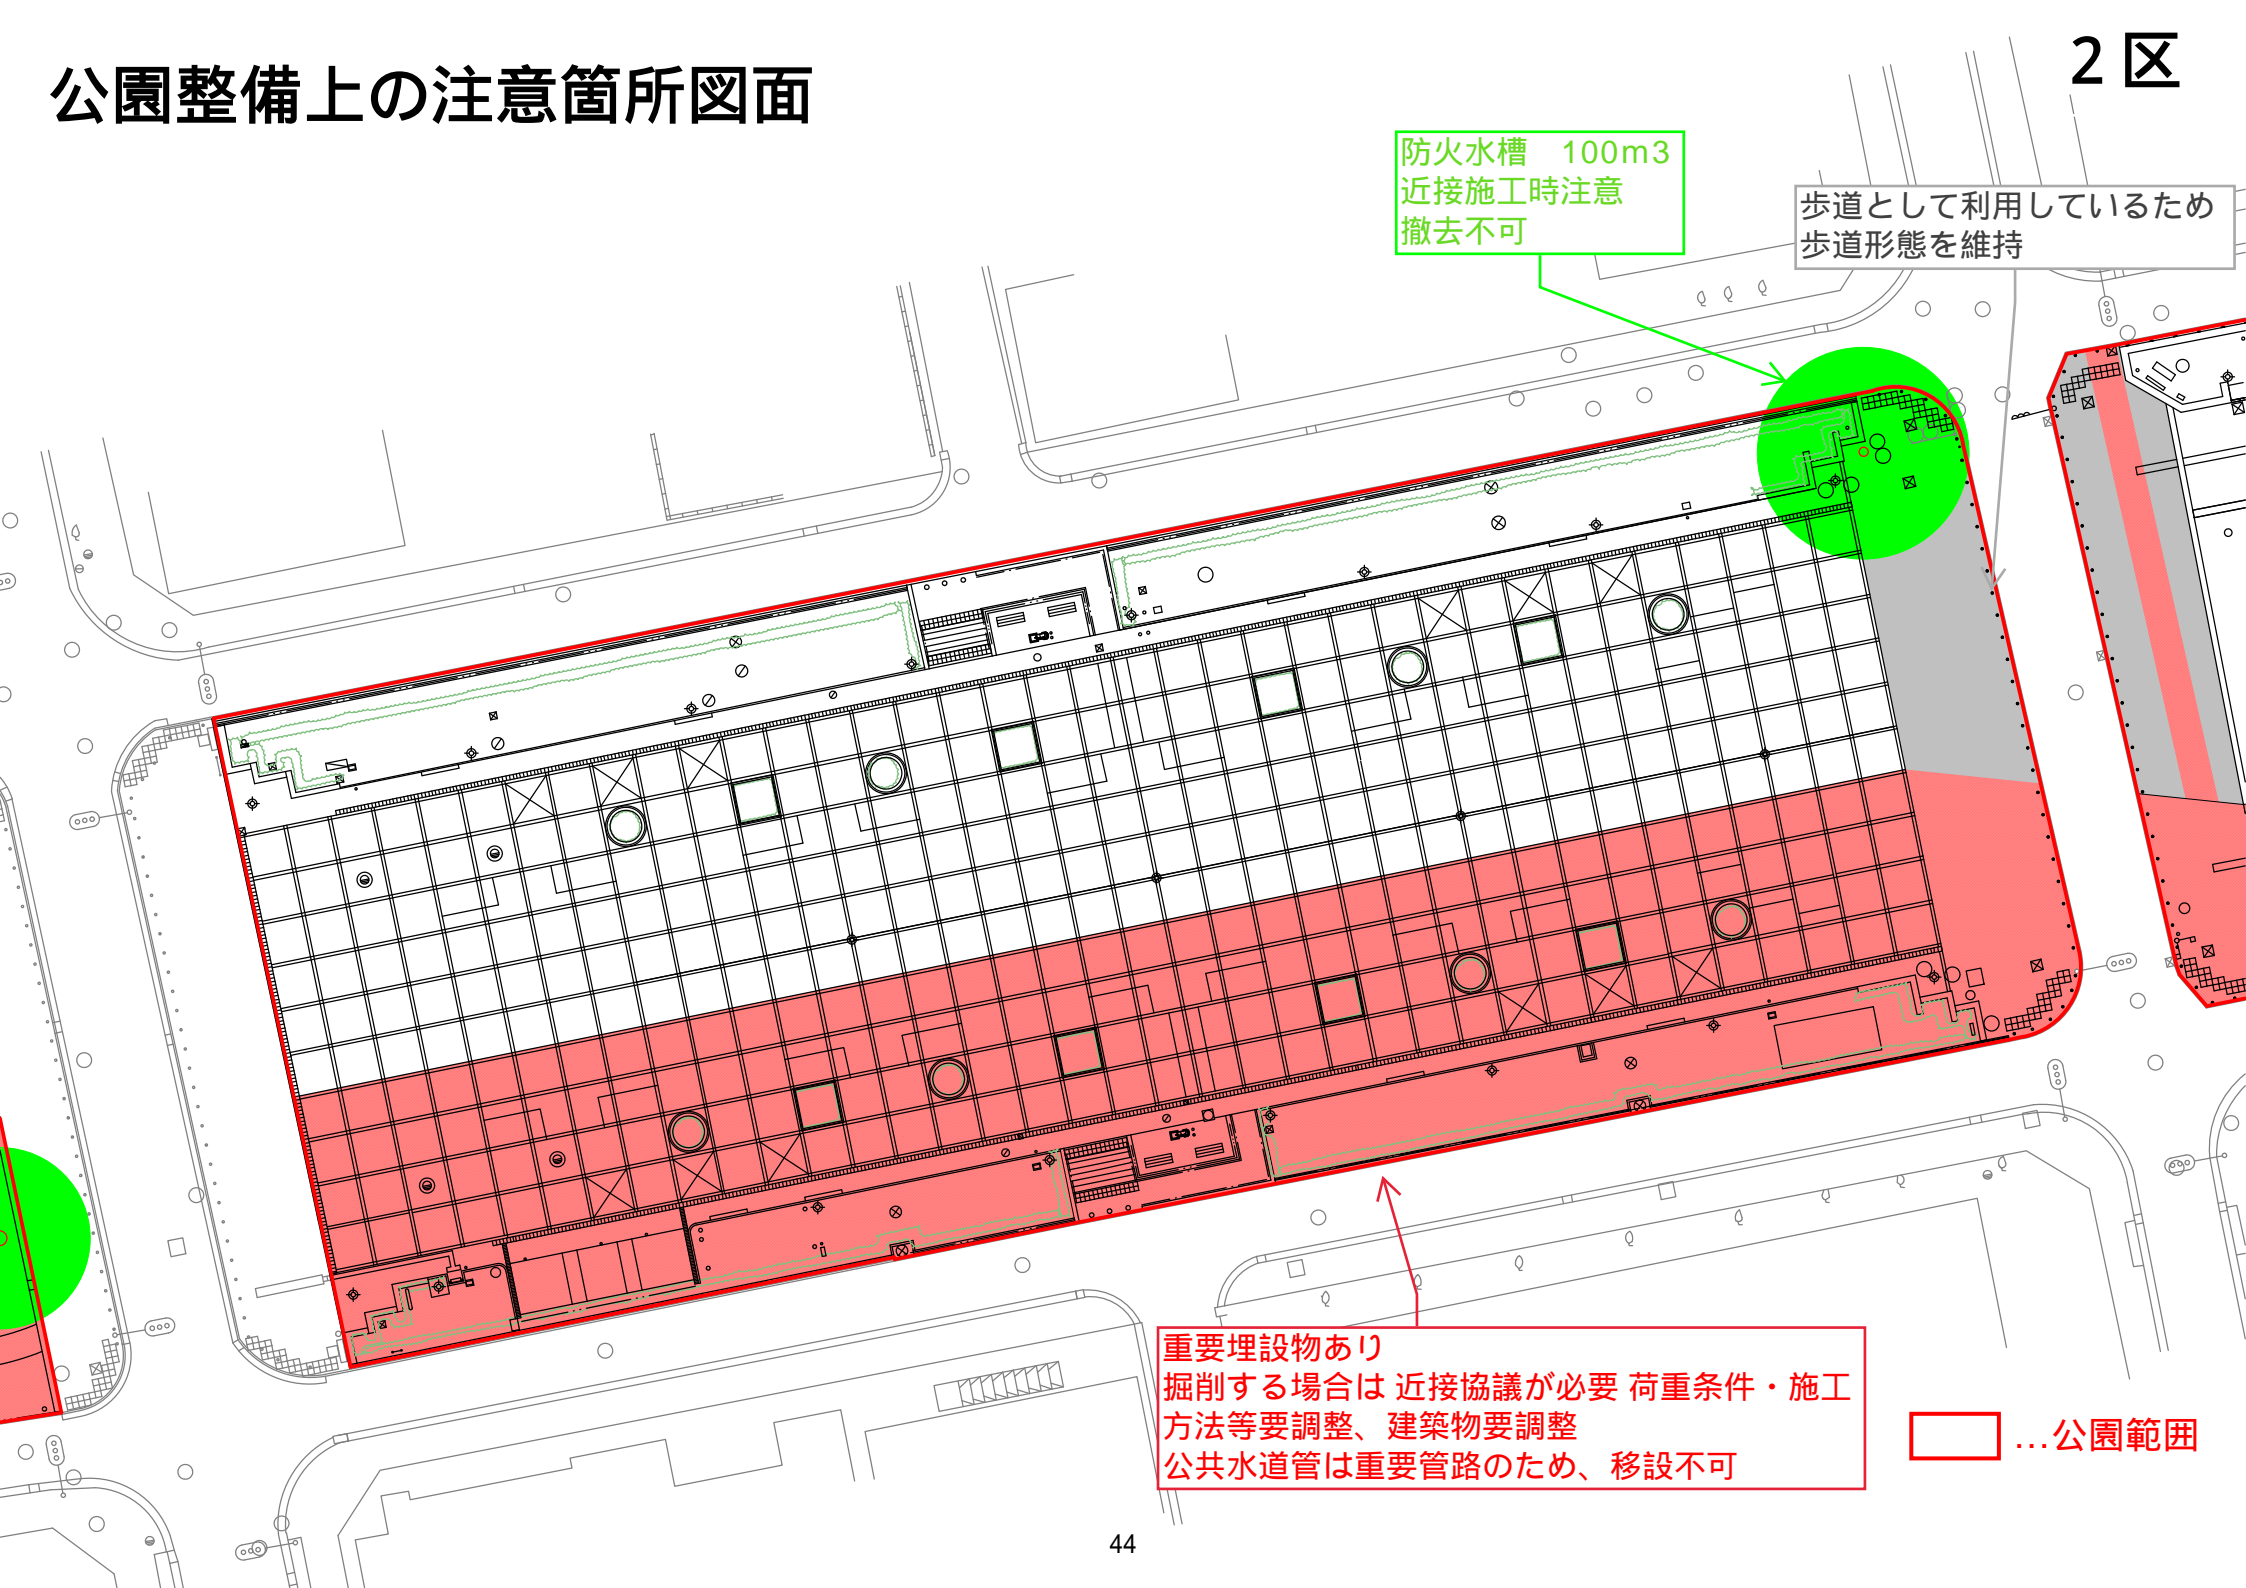 公園整備上の注意箇所図面
2区
防火水槽　100m3
近接施工時注意
撤去不可
歩道として利用しているため
歩道形態を維持
重要埋設物あり
掘削する場合は 近接協議が必要 荷重条件・施工
方法等要調整、建築物要調整
公共水道管は重要管路のため、移設不可
…公園範囲
44